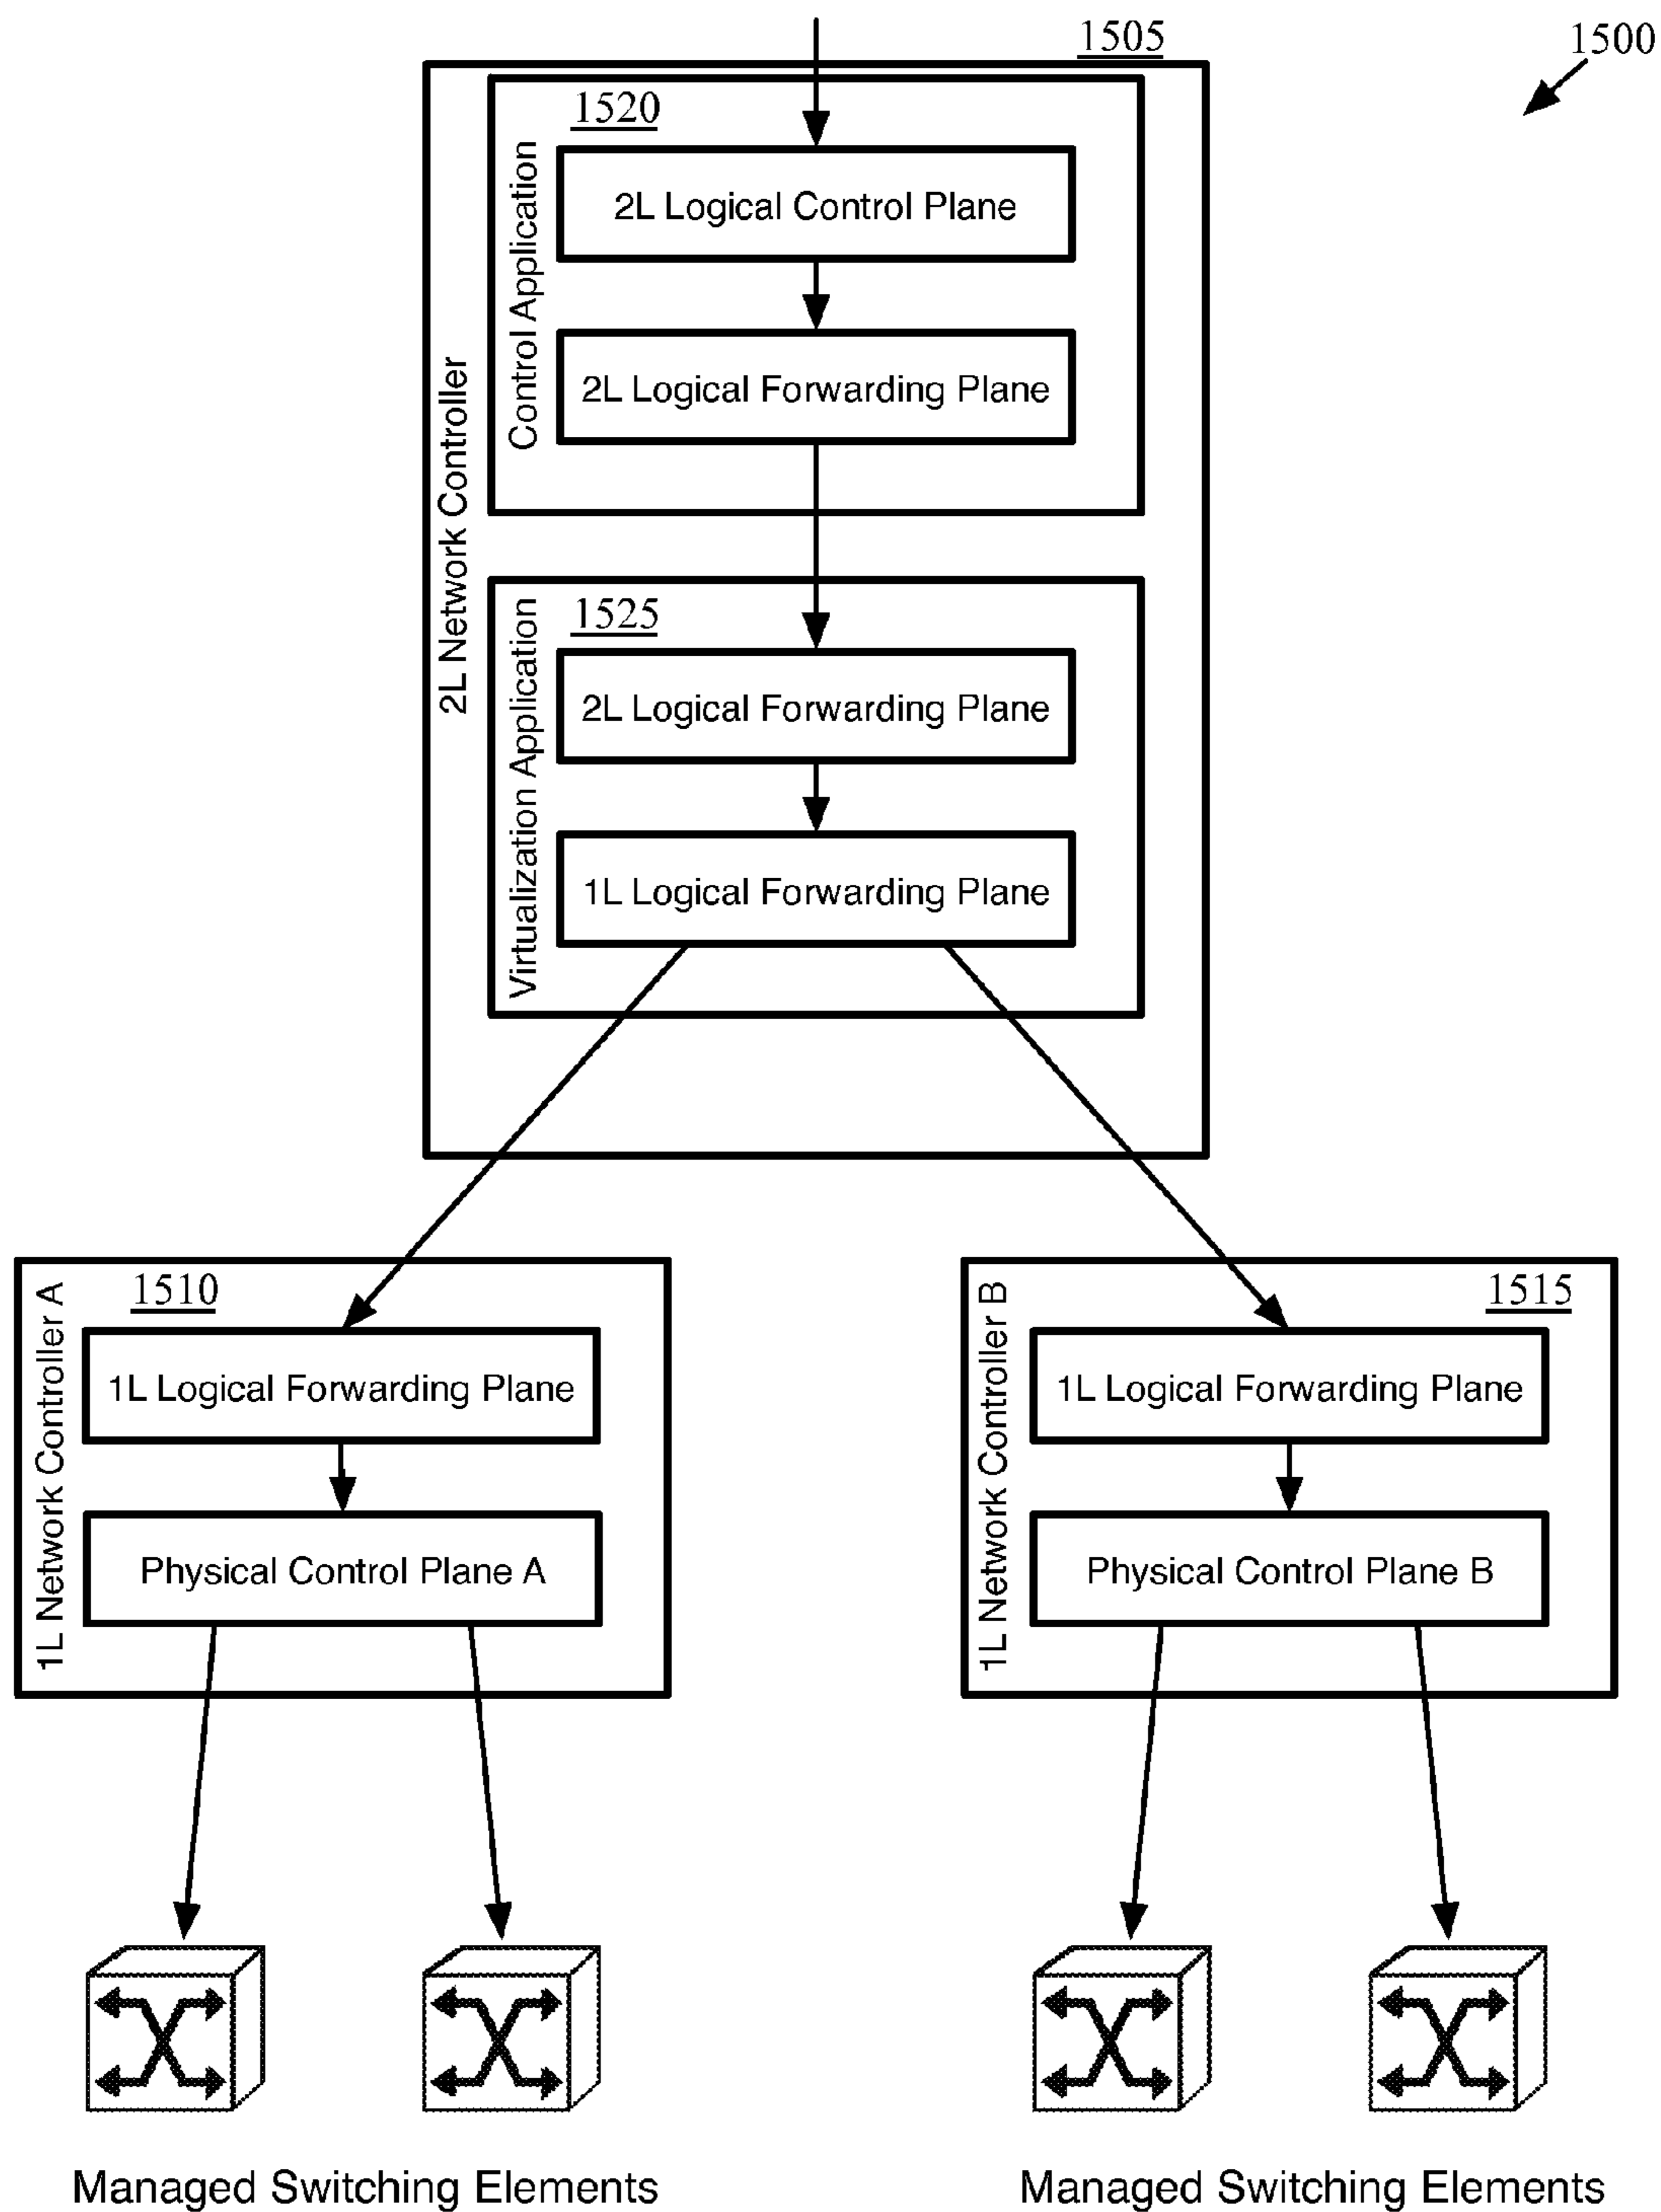 1505
1500
1520
Control Application
2L Logical Control Plane
2L Logical Forwarding Plane
2L Network Controller
1525
Virtualization Application
2L Logical Forwarding Plane
1L Logical Forwarding Plane
1510
1L Network Controller A
1L Logical Forwarding Plane
Physical Control Plane A
1515
1L Network Controller B
1L Logical Forwarding Plane
Physical Control Plane B
Managed Switching Elements
Managed Switching Elements